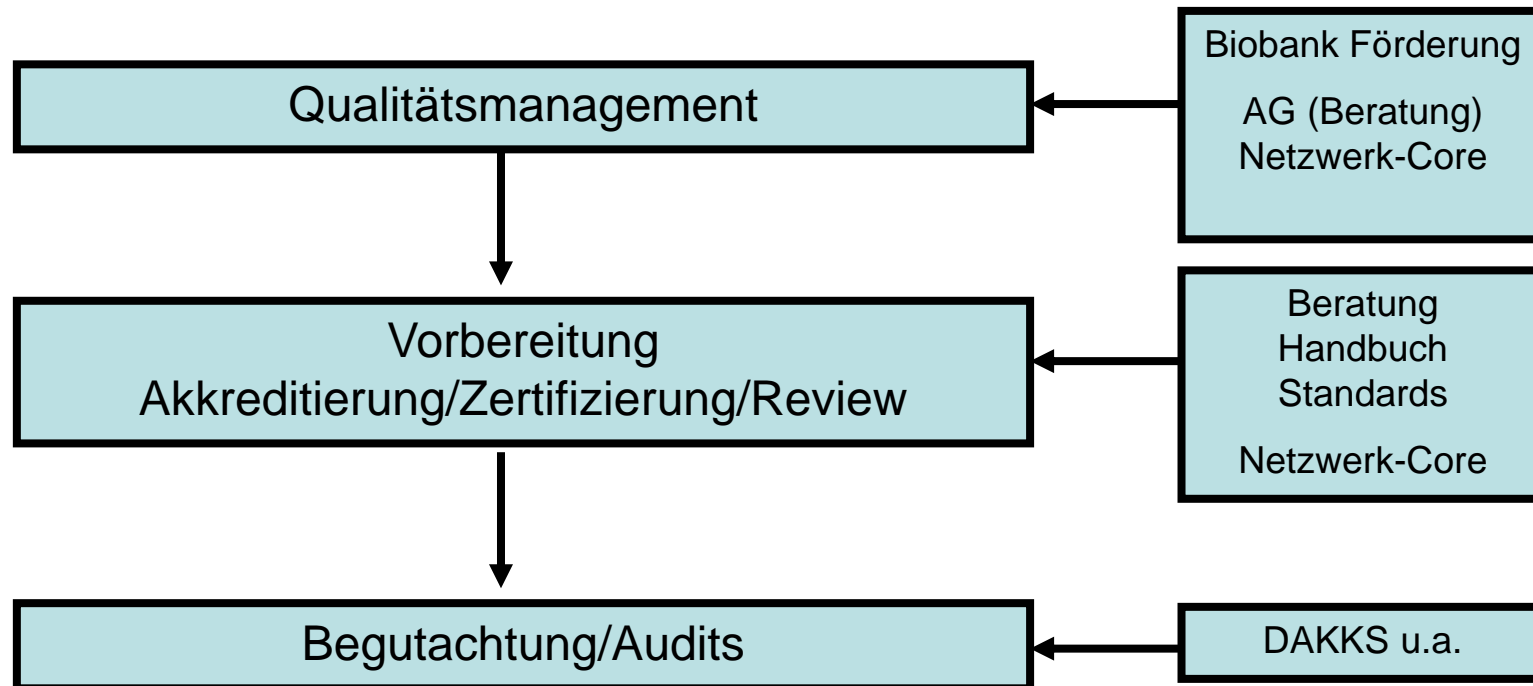 Qualitätsmanagement
Biobank Förderung
AG (Beratung)
Netzwerk-Core
Vorbereitung
Akkreditierung/Zertifizierung/Review
Beratung
Handbuch
Standards
Netzwerk-Core
Begutachtung/Audits
DAKKS u.a.